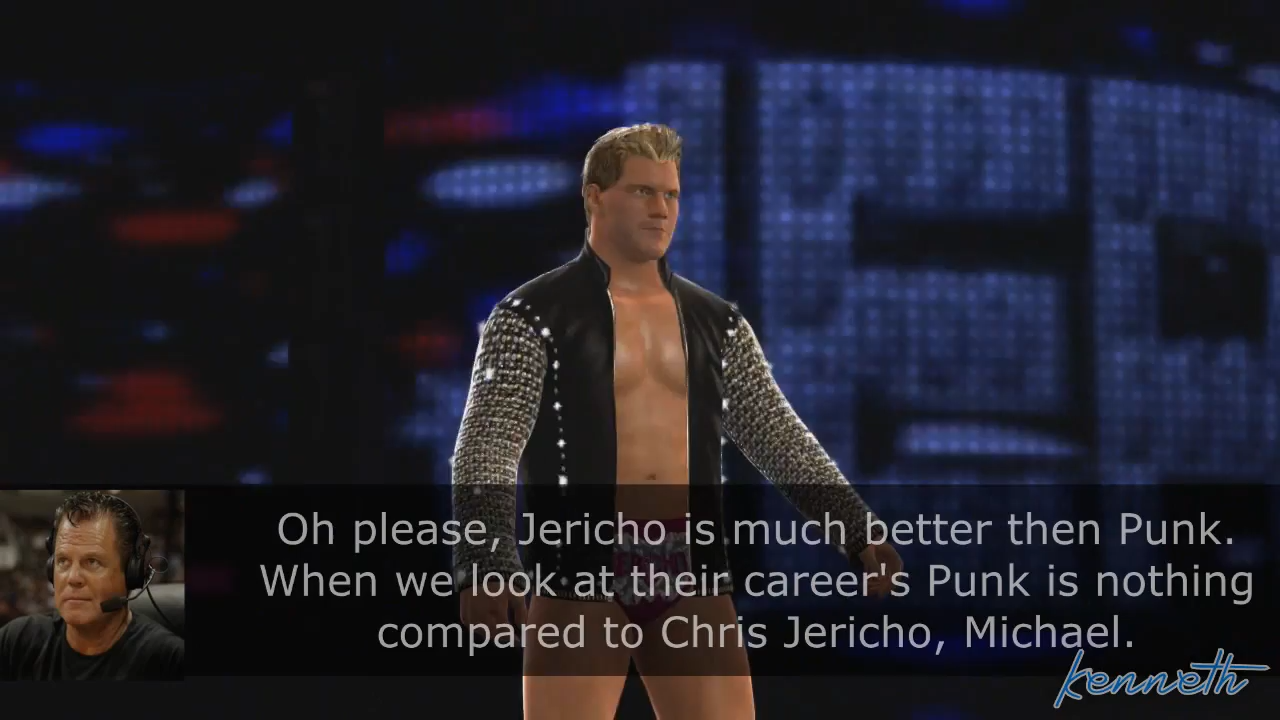 Oh please, Jericho is much better then Punk.
When we look at their career's Punk is nothing
compared to Chris Jericho, Michael.
kenneth